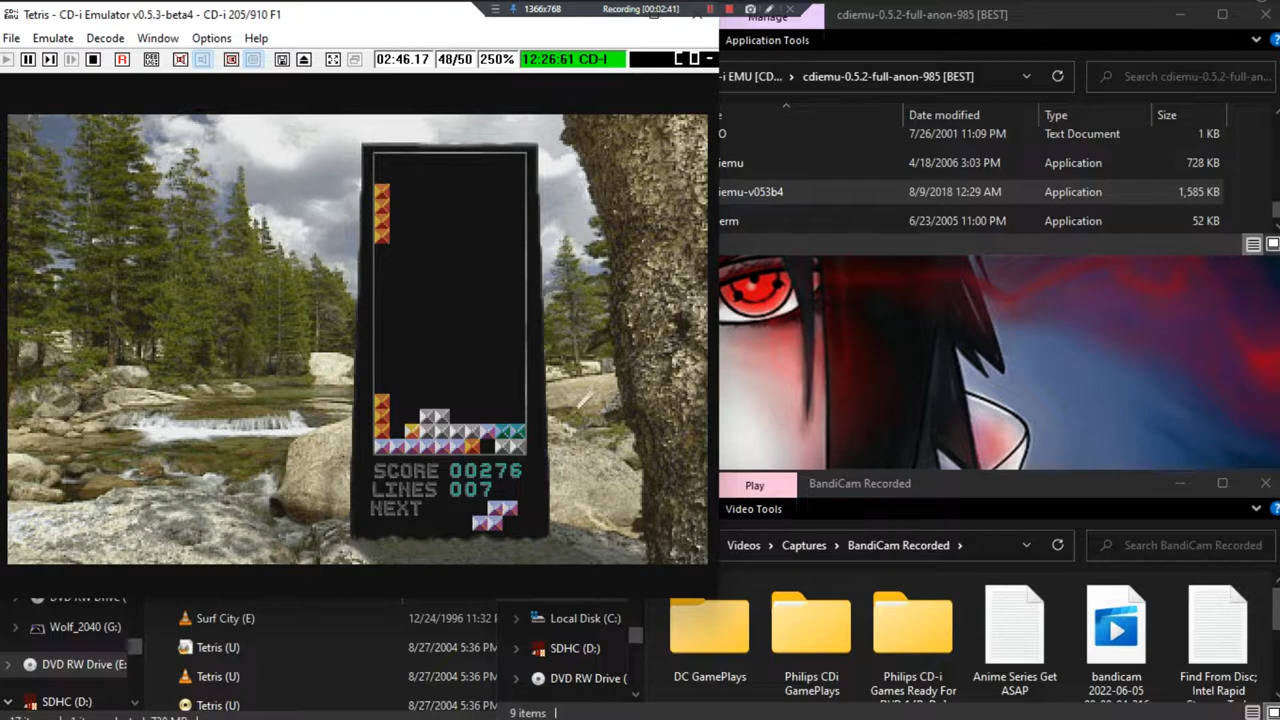 Tetris - CD-i Emulator v0.5.3-beta4 - CD-i 205/910 F1
1366x768
Recording [00:02:41]
File Emulate Decode Window Options Help
02:46.17 48/50 250% 12:26:61 CD-I
SCORE 00276
LINES 007
NEXT
Manage
cdiemu-0.5.2-full-anon-985 [BEST]
Application Tools
-i EMU [CD... > cdiemu-0.5.2-full-anon-985 [BEST]
Search cdiemu-0.5.2-full-an...
Date modified Type Size
O 7/26/2001 11:09 PM Text Document 1 KB
iemu 4/18/2006 3:03 PM Application 728 KB
iemu-v053b4 8/9/2018 12:29 AM Application 1,585 KB
erm 6/23/2005 11:00 PM Application 52 KB
Play
BandiCam Recorded
Video Tools
Videos > Captures > BandiCam Recorded >
Search BandiCam Recorded
DC GamePlays
Philips CDi
GamePlays
Philips CD-i
Games Ready For
Anime Series Get
ASAP
bandicam
2022-06-05
Find From Disc;
Intel Rapid
9 items
DVD RW Drive (
Wolf_2040 (G:)
DVD RW Drive (E:
SDHC (D:)
Surf City (E) 12/24/1996 11:32 P
Tetris (U) 8/27/2004 5:36 PM
Tetris (U) 8/27/2004 5:36 PM
Tetris (U) 8/27/2004 5:36 PM
Local Disk (C:)
SDHC (D:)
DVD RW Drive (